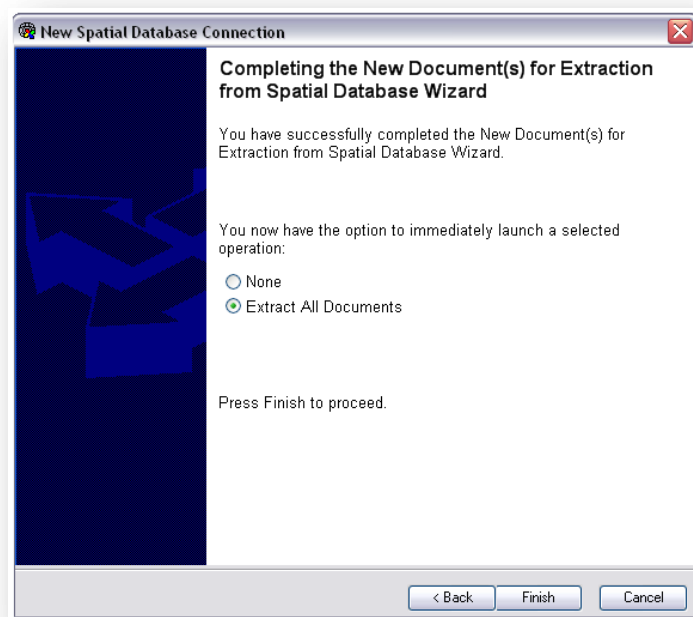 New Spatial Database Connection
Completing the New Document(s) for Extraction
from Spatial Database Wizard
You have successfully completed the New Document(s) for
Extraction from Spatial Database Wizard.
You now have the option to immediately launch a selected
operation:
None
Extract All Documents
Press Finish to proceed.
< Back Finish Cancel